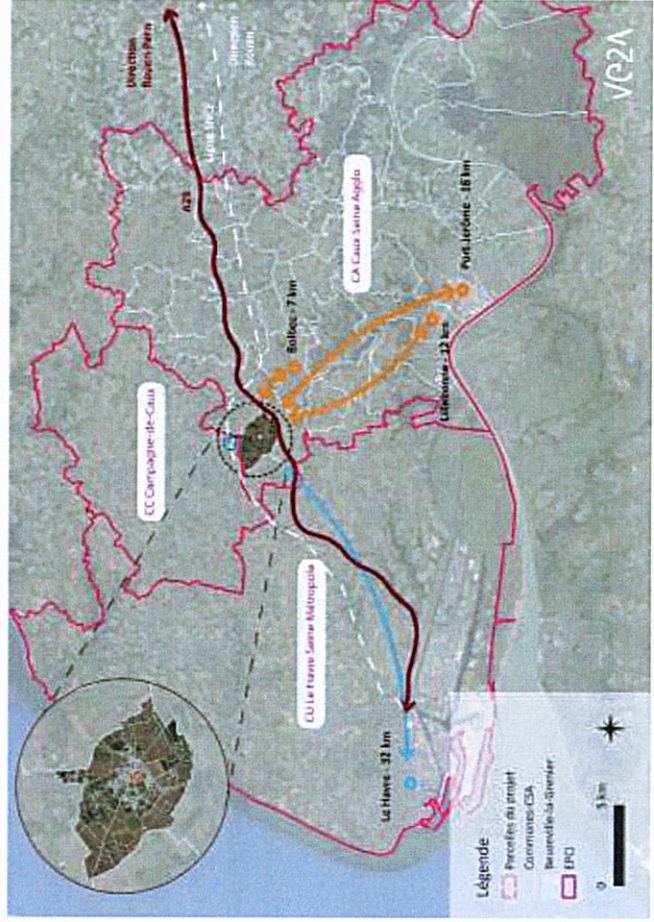 Direction
Rouen-Paris
Direction
Rouen
A29
CA Caux Seine Agglo
Port-Jérôme - 16 km
Bolbec - 7 km
Lillebonne - 12 km
CC Campagne-de-Caux
CU Le Havre Seine Métropole
Le Havre - 32 km
Légende
Parcelles du projet
Communes-CSA
Beuzeville-la-Grenier
EPCI
0
5 km